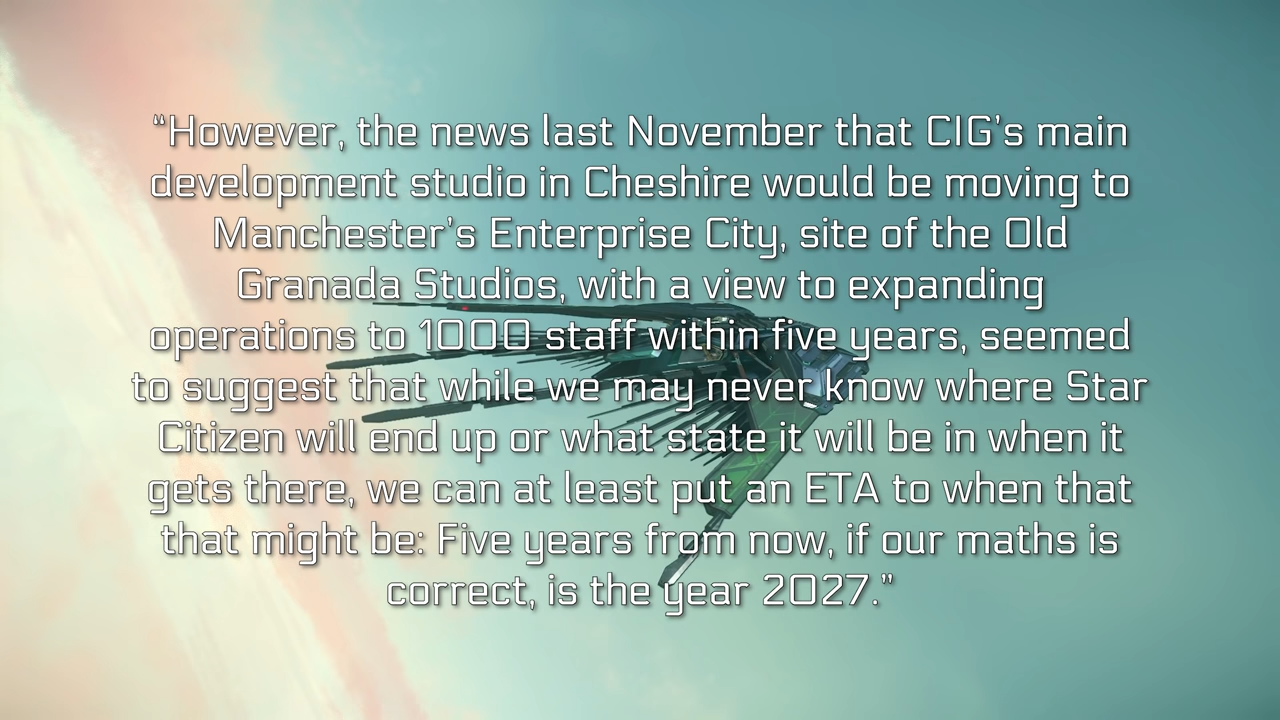 “However, the news last November that CIG’s main
development studio in Cheshire would be moving to
Manchester’s Enterprise City, site of the Old
Granada Studios, with a view to expanding
operations to 1000 staff within five years, seemed
to suggest that while we may never know where Star
Citizen will end up or what state it will be in when it
gets there, we can at least put an ETA to when that
that might be: Five years from now, if our maths is
correct, is the year 2027.”